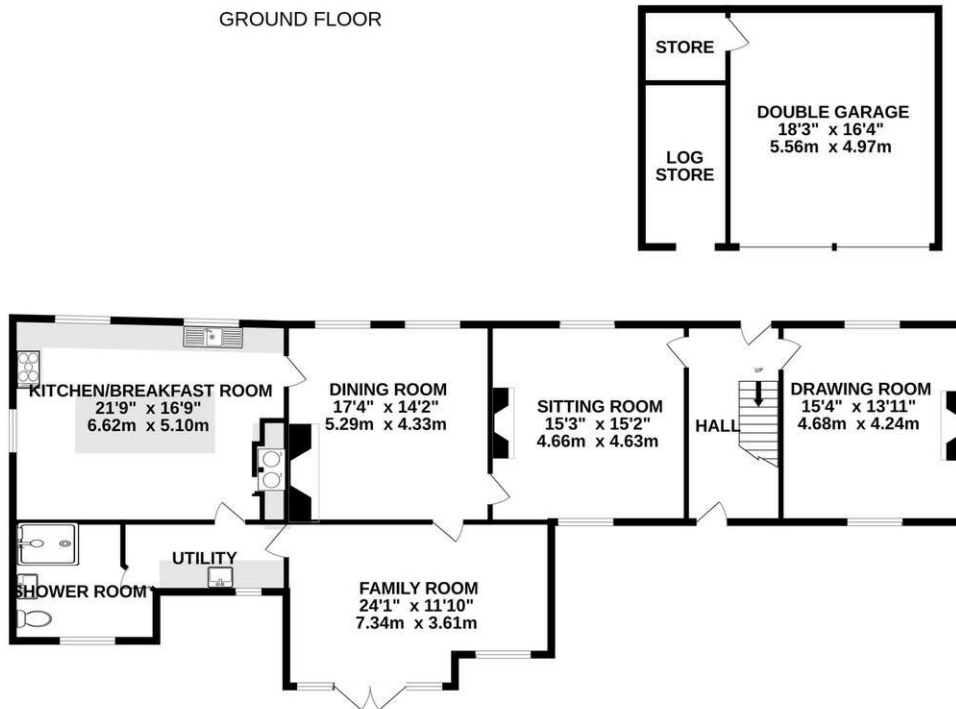 GROUND FLOOR
STORE
DOUBLE GARAGE
18'3" x 16'4"
5.56m x 4.97m
LOG
STORE
KITCHEN/BREAKFAST ROOM
21'9" x 16'9"
6.62m x 5.10m
DINING ROOM
17'4" x 14'2"
5.29m x 4.33m
SITTING ROOM
15'3" x 15'2"
4.66m x 4.63m
HALL
UP
DRAWING ROOM
15'4" x 13'11"
4.68m x 4.24m
UTILITY
SHOWER ROOM
FAMILY ROOM
24'1" x 11'10"
7.34m x 3.61m